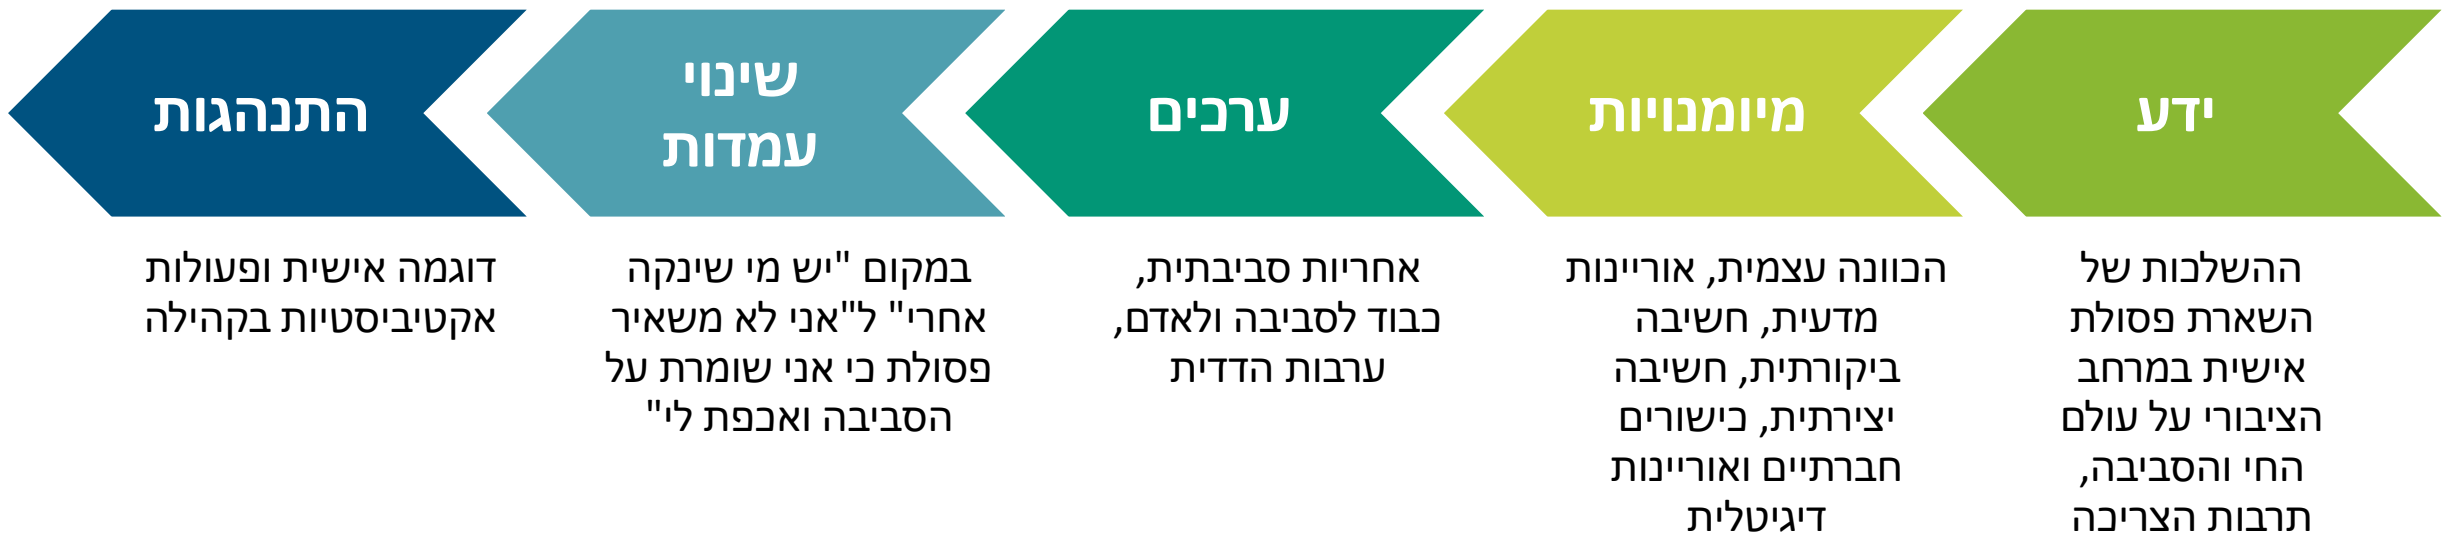 ידע
ההשלכות של
השארת פסולת
אישית במרחב
הציבורי על עולם
החי והסביבה,
תרבות הצריכה
מיומנויות
הכוונה עצמית, אוריינות
מדעית, חשיבה
ביקורתית, חשיבה
יצירתית, כישורים
חברתיים ואוריינות
דיגיטלית
ערכים
אחריות סביבתית,
כבוד לסביבה ולאדם,
ערבות הדדית
שינוי
עמדות
במקום "יש מי שינקה
אחרי" ל"אני לא משאיר
פסולת כי אני שומרת על
הסביבה ואכפת לי"
התנהגות
דוגמה אישית ופעולות
אקטיביסטיות בקהילה